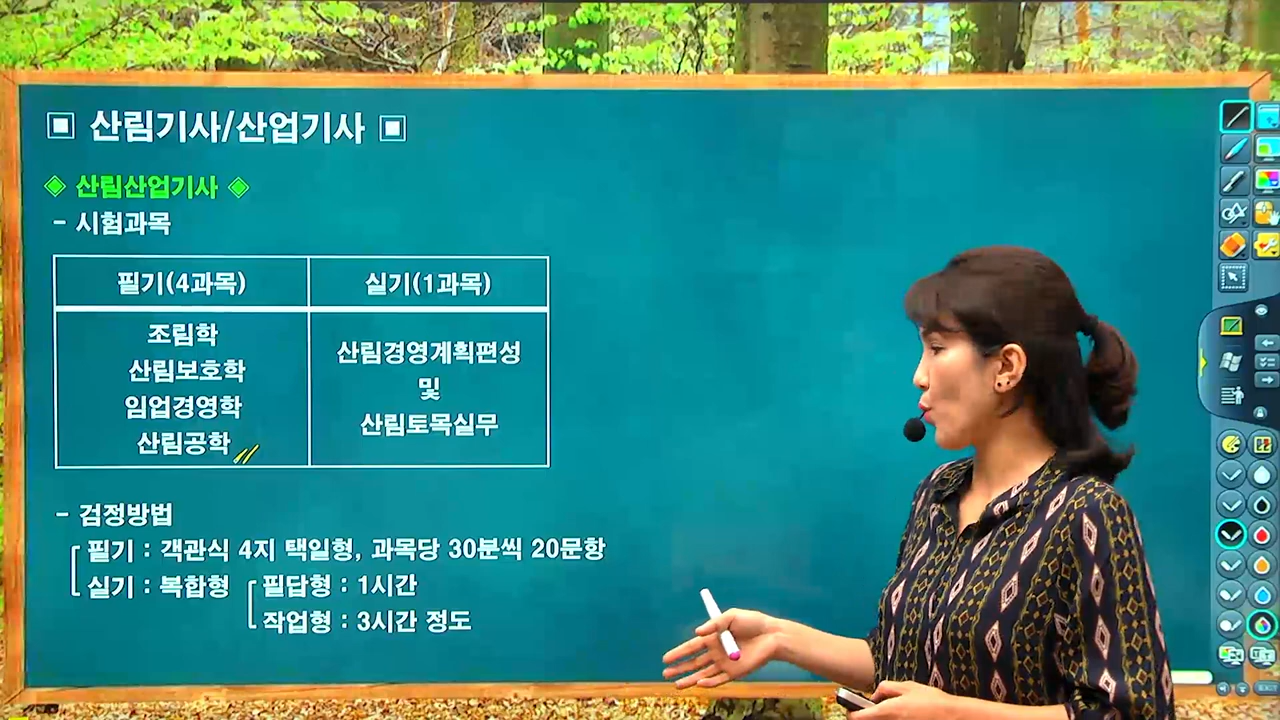 ▣ 산림기사/산업기사 ▣
◈ 산림산업기사 ◈
- 시험과목
필기(4과목) 실기(1과목)
조림학
산림보호학
임업경영학
산림공학
산림경영계획편성
및
산림토목실무
- 검정방법
필기 : 객관식 4지 택일형, 과목당 30분씩 20문항
실기 : 복합형 필답형 : 1시간
작업형 : 3시간 정도